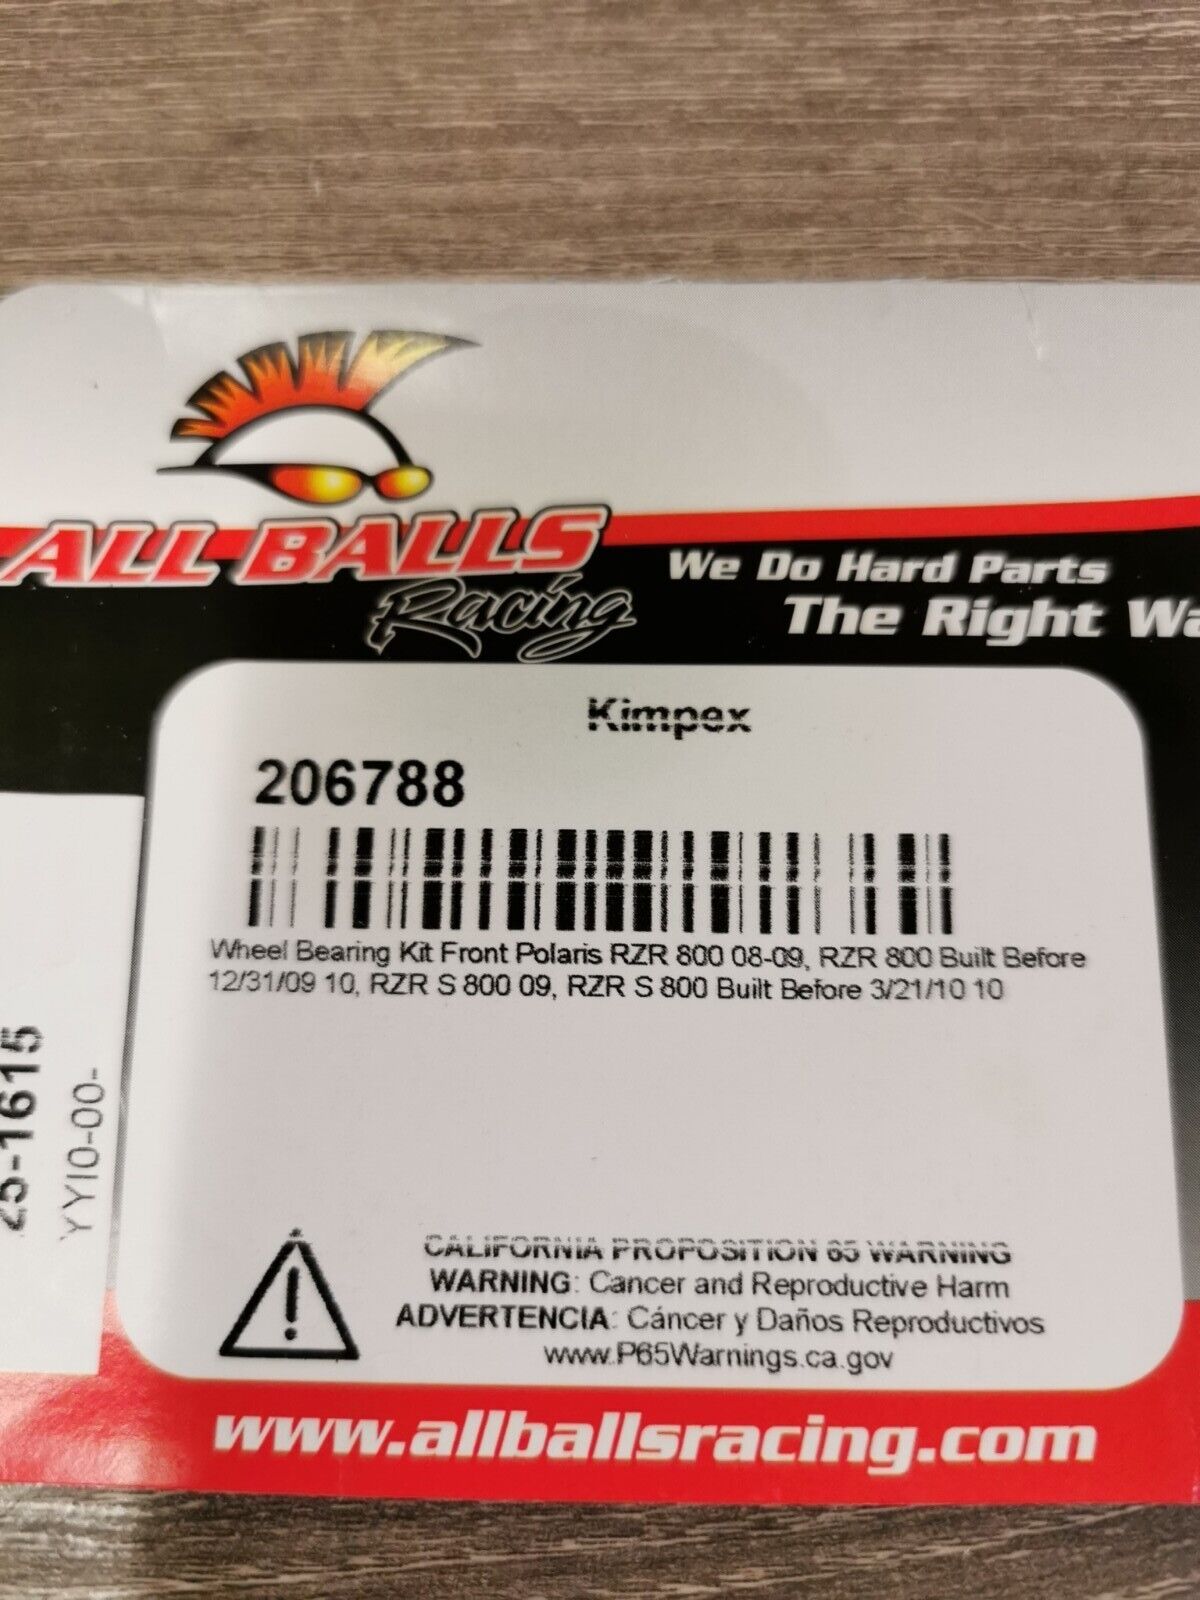 ALL BALLS
Racing
We Do Hard Parts
The Right Wa
Kimpex
206788
Wheel Bearing Kit Front Polaris RZR 800 08-09, RZR 800 Built Before
12/31/09 10, RZR S 800 09, RZR S 800 Built Before 3/21/10 10
25-1615
YYI0-00-
CALIFORNIA PROPOSITION 65 WARNING
WARNING: Cancer and Reproductive Harm
ADVERTENCIA: Cáncer y Daños Reproductivos
www.P65Warnings.ca.gov
www.allballsracing.com